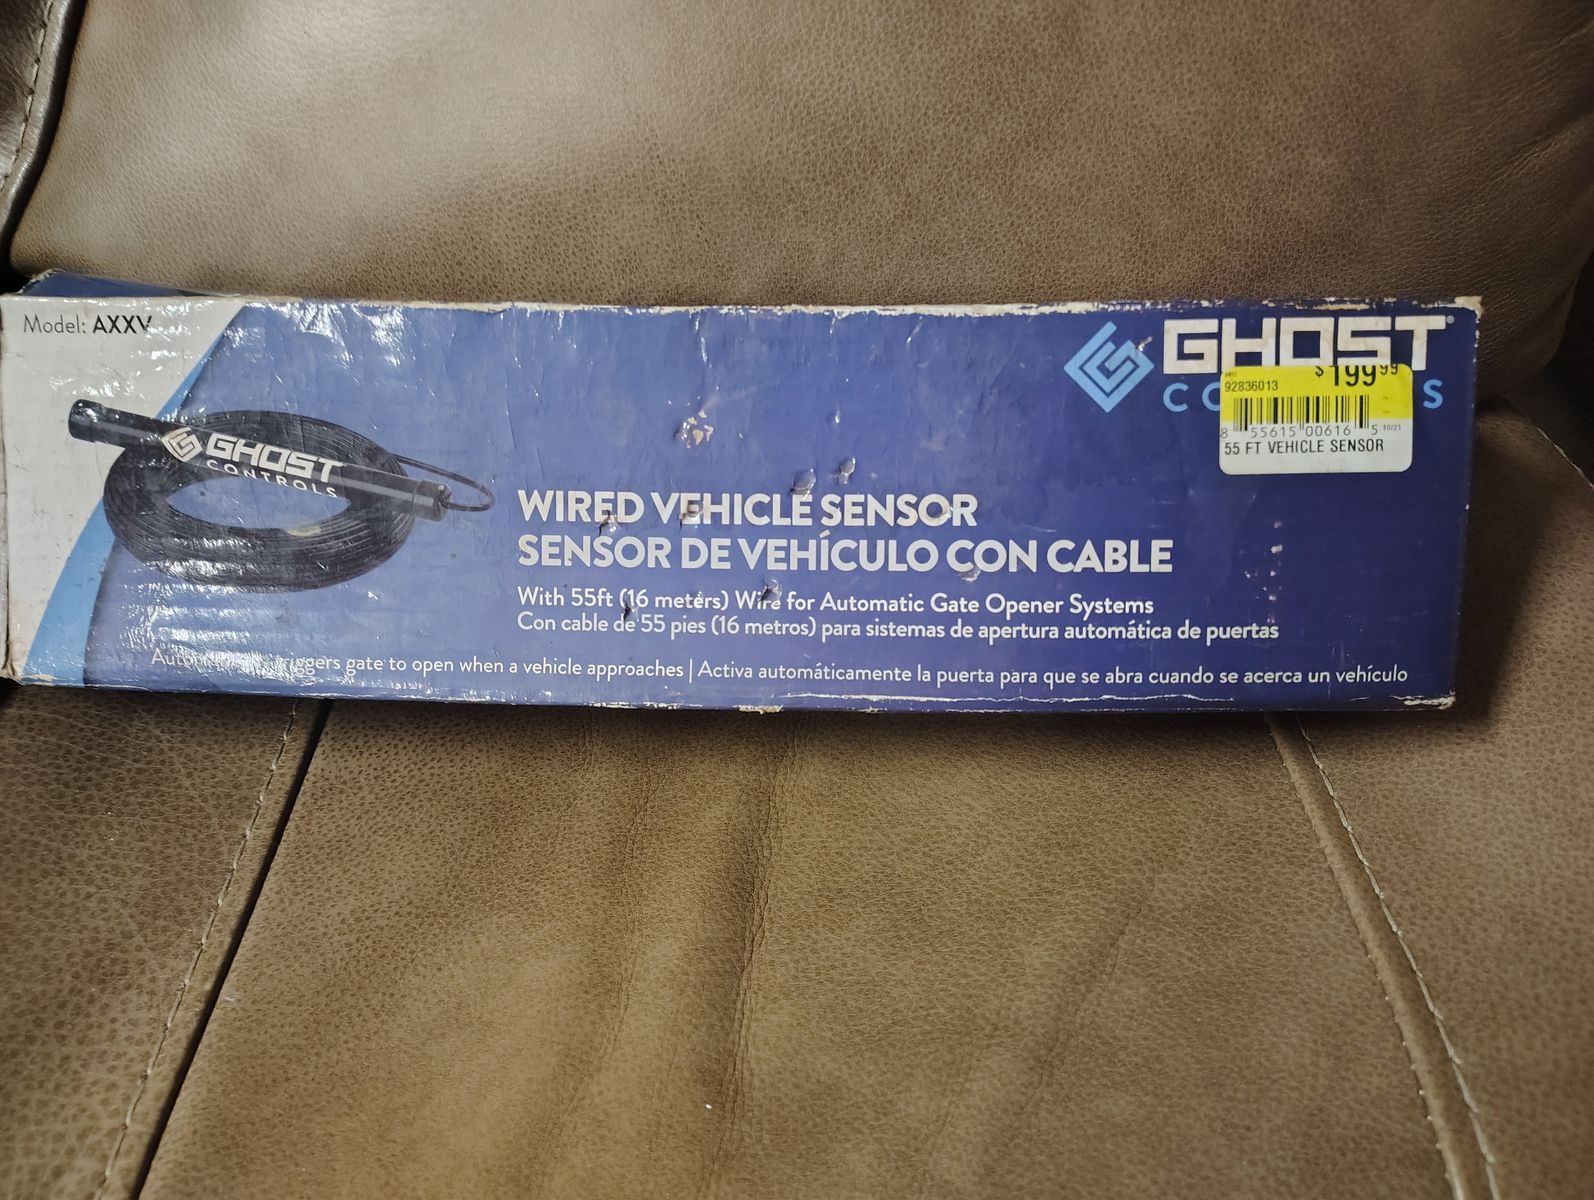 Model: AXXV
GHOST
CONTROLS
GHOST®
CO S
$199.99
92836013
8 55615 00616 5 10/21
55 FT VEHICLE SENSOR
WIRED VEHICLE SENSOR
SENSOR DE VEHÍCULO CON CABLE
With 55ft (16 meters) Wire for Automatic Gate Opener Systems
Con cable de 55 pies (16 metros) para sistemas de apertura automática de puertas
gate to open when a vehicle approaches | Activa automáticamente la puerta para que se abra cuando se acerca un vehículo